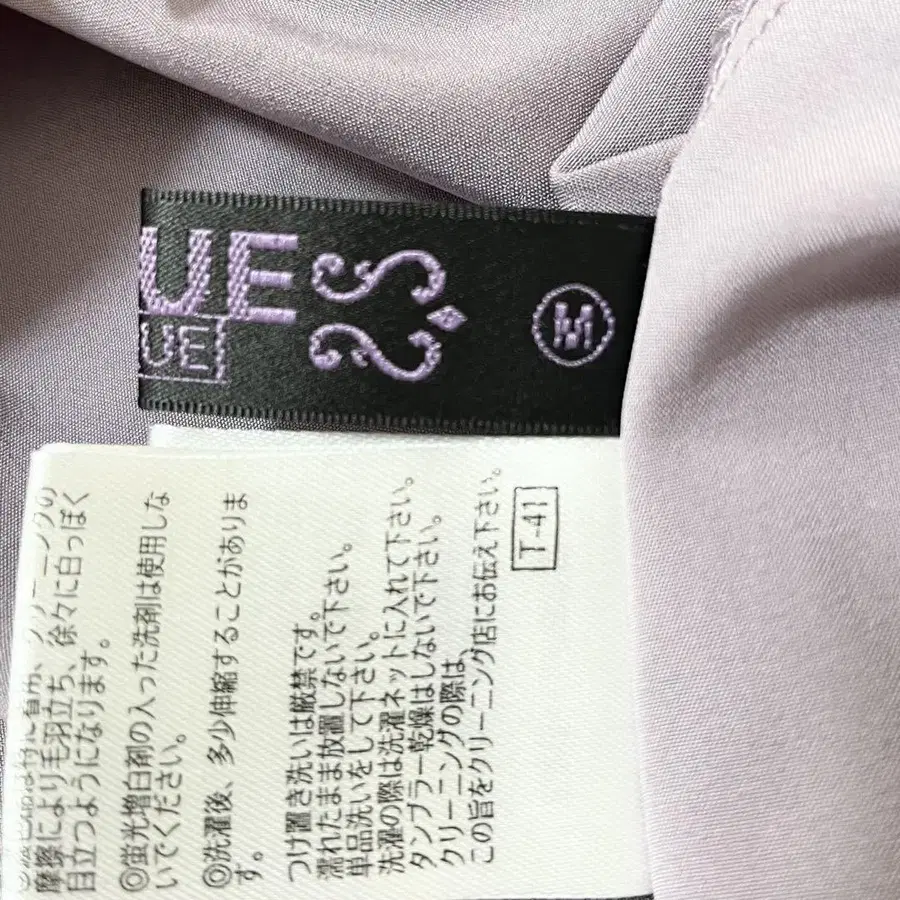 UE
UE
M
摩擦により毛羽立ち、徐々に白っぽく
目立つようになります。
◎蛍光増白剤の入った洗剤は使用しな
いでください。
◎洗濯後、多少伸縮することがありま
す。
つけ置き洗いは厳禁です。
濡れたまま放置しないで下さい。
単品洗いをして下さい。
洗濯の際は洗濯ネットに入れて下さい。
タンブラー乾燥はしないで下さい。
クリーニングの際は、
この旨をクリーニング店にお伝え下さい。
T-41